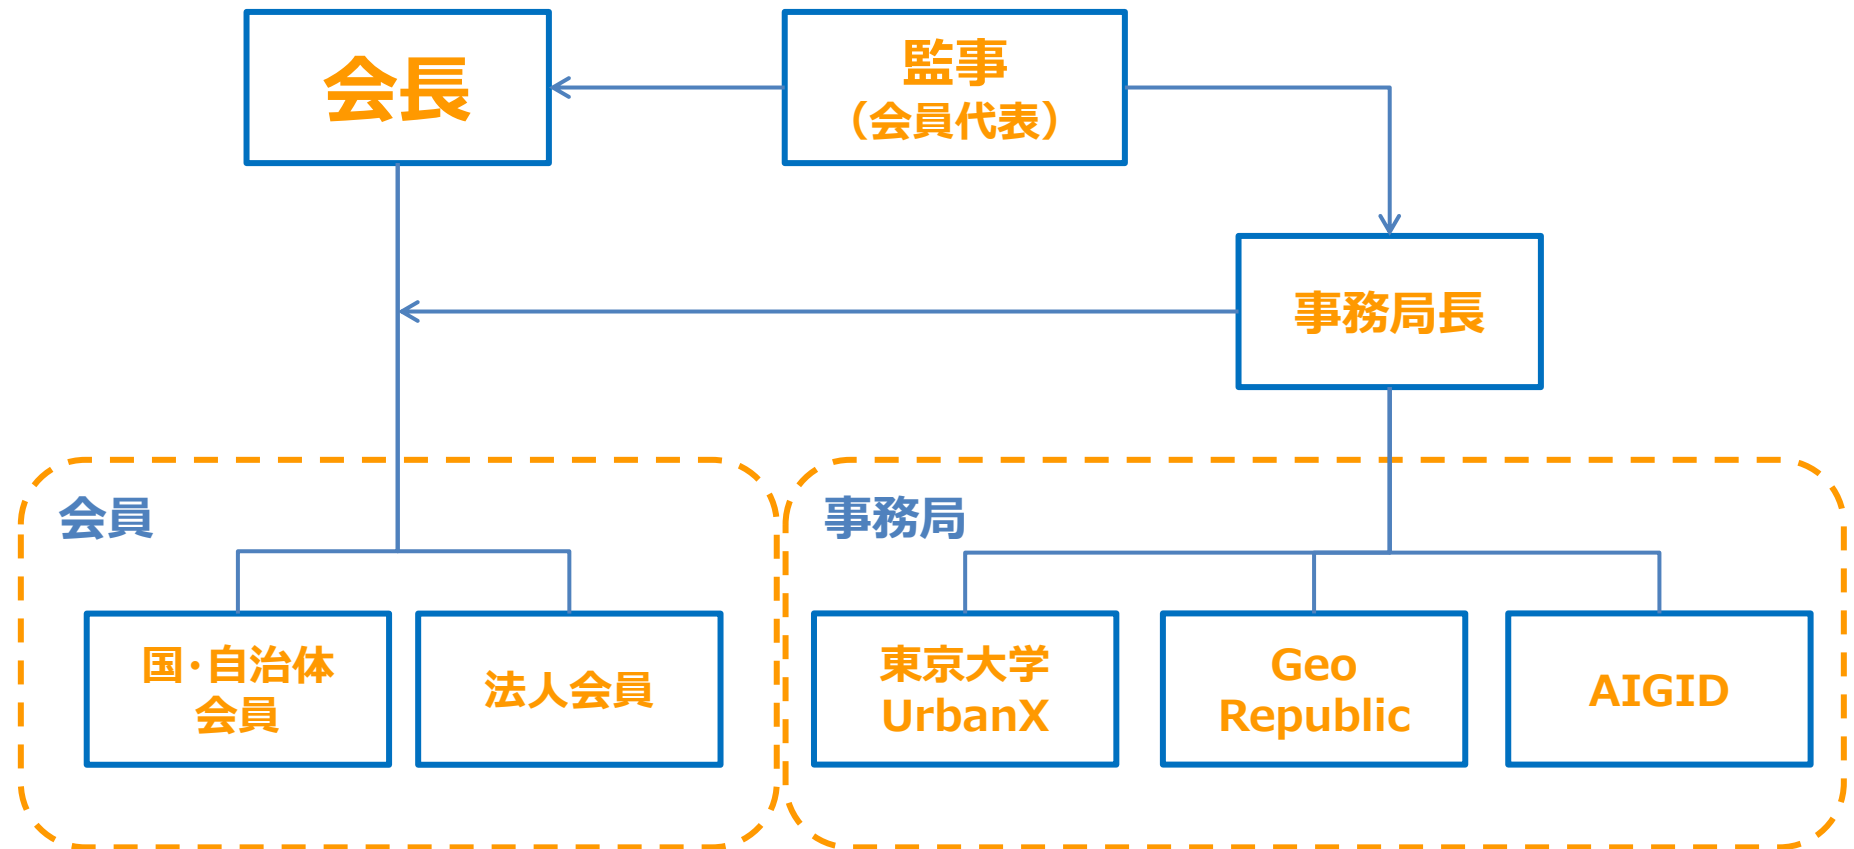 会長
監事
（会員代表）
事務局長
会員
国･自治体
会員
法人会員
事務局
東京大学
UrbanX
Geo
Republic
AIGID